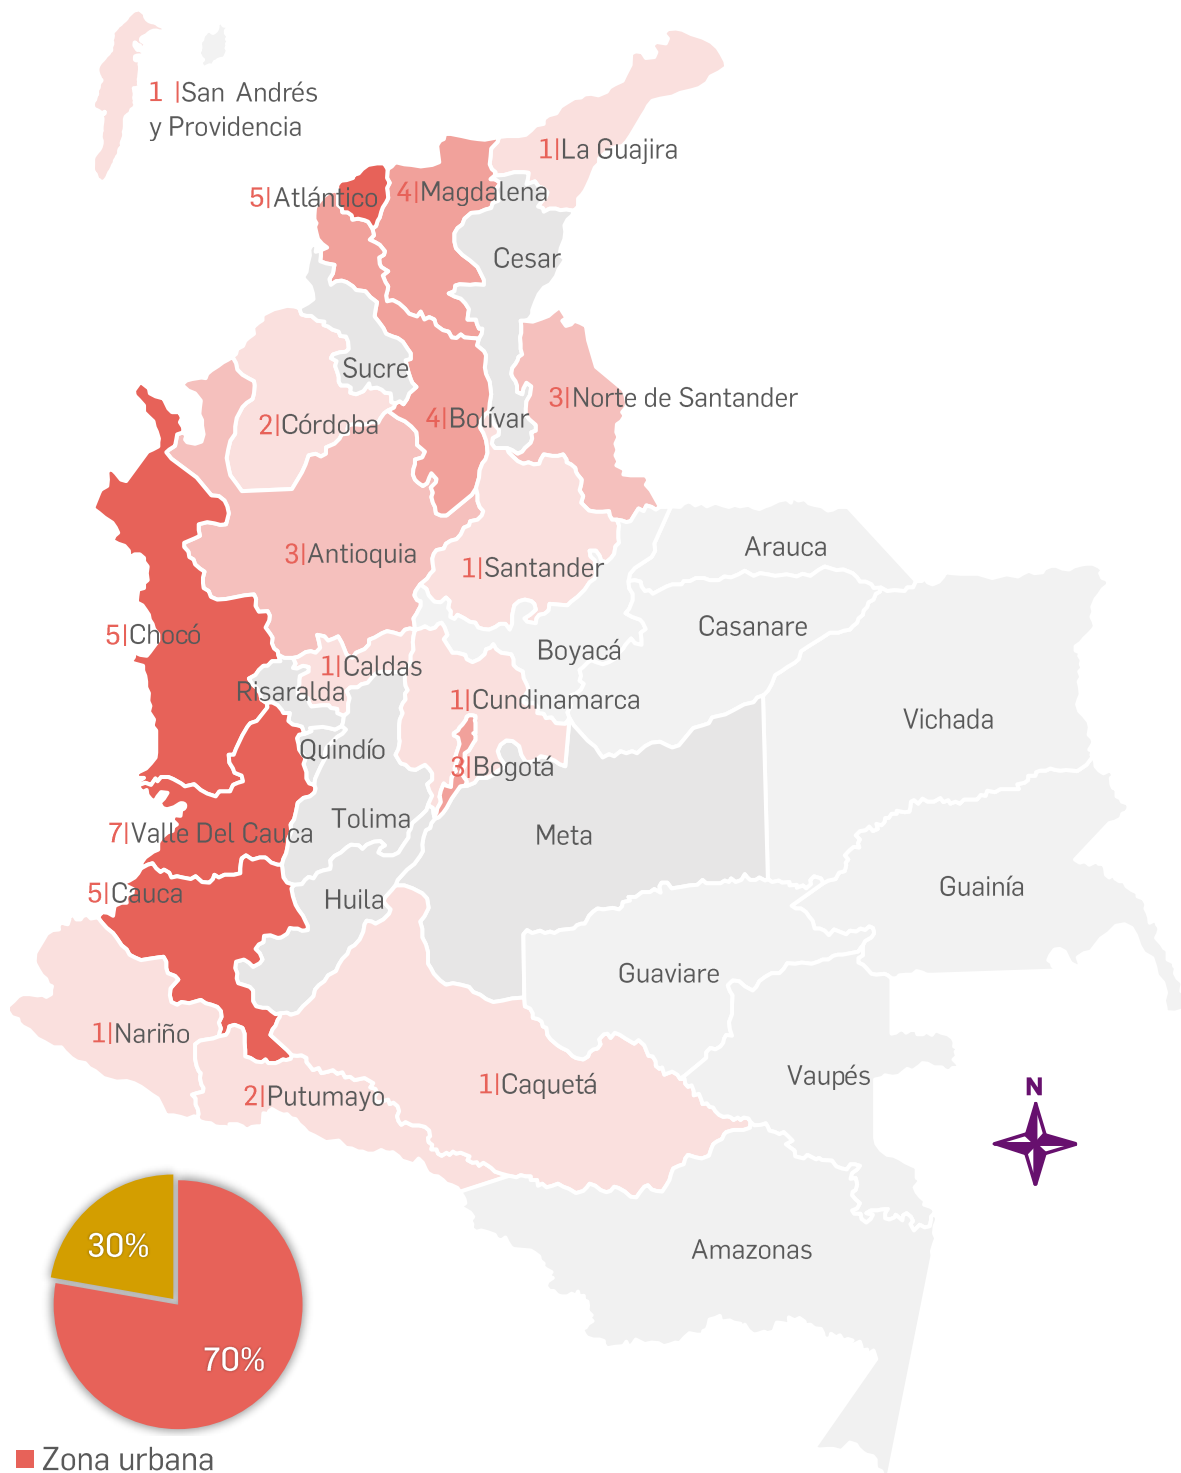 1 |San Andrés
y Providencia
1|La Guajira
5|Atlántico
4|Magdalena
Cesar
Sucre
3|Norte de Santander
2|Córdoba
4|Bolívar
Arauca
3|Antioquia
1|Santander
Casanare
5|Chocó
Boyacá
1|Caldas
Risaralda
1|Cundinamarca
Vichada
Quindío
3|Bogotá
Tolima
7|Valle Del Cauca
Meta
5|Cauca
Huila
Guainía
Guaviare
1|Nariño
Vaupés
1|Caquetá
2|Putumayo
N
30%
Amazonas
70%
Zona urbana